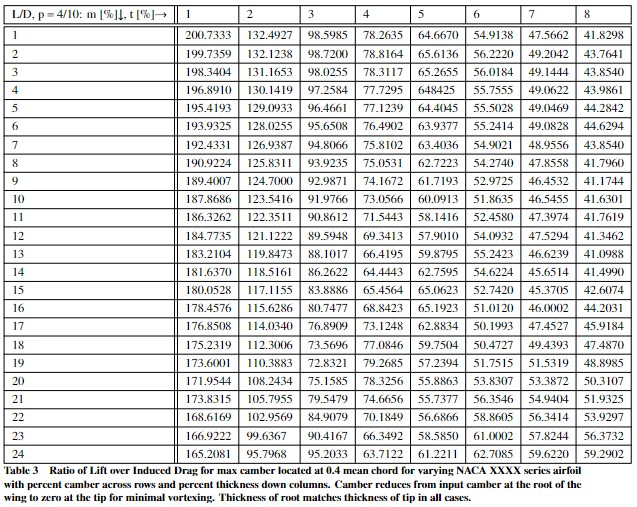 L/D, p = 4/10: m [%]↓, t [%]→ 1 2 3 4 5 6 7 8
1 200.7333 132.4927 98.5985 78.2635 64.6670 54.9138 47.5662 41.8298
2 199.7359 132.1238 98.7200 78.8164 65.6136 56.2220 49.2042 43.7641
3 198.3404 131.1653 98.0255 78.3117 65.2655 56.0184 49.1444 43.8540
4 196.8910 130.1419 97.2584 77.7295 648425 55.7555 49.0622 43.9861
5 195.4193 129.0933 96.4661 77.1239 64.4045 55.5028 49.0469 44.2842
6 193.9325 128.0255 95.6508 76.4902 63.9377 55.2414 49.0828 44.6294
7 192.4331 126.9387 94.8066 75.8102 63.4036 54.9021 48.9556 43.8540
8 190.9224 125.8311 93.9235 75.0531 62.7223 54.2740 47.8558 41.7960
9 189.4007 124.7000 92.9871 74.1672 61.7193 52.9725 46.4532 41.1744
10 187.8686 123.5416 91.9766 73.0566 60.0913 51.8635 46.5455 41.6301
11 186.3262 122.3511 90.8612 71.5443 58.1416 52.4580 47.3974 41.7619
12 184.7735 121.1222 89.5948 69.3413 57.9010 54.0932 47.5294 41.3462
13 183.2104 119.8473 88.1017 66.4195 59.8785 55.2423 46.6239 41.0988
14 181.6370 118.5161 86.2622 64.4443 62.7595 54.6224 45.6514 41.4990
15 180.0528 117.1155 83.8886 65.4564 65.0623 52.7420 45.3705 42.6074
16 178.4576 115.6286 80.7477 68.8423 65.1923 51.0120 46.0002 44.2031
17 176.8508 114.0340 76.8909 73.1248 62.8834 50.1993 47.4527 45.9184
18 175.2319 112.3006 73.5696 77.0846 59.7504 50.4727 49.4393 47.4870
19 173.6001 110.3883 72.8321 79.2685 57.2394 51.7515 51.5319 48.8985
20 171.9544 108.2434 75.1585 78.3256 55.8863 53.8307 53.3872 50.3107
21 173.8315 105.7955 79.5479 74.6655 55.7377 56.3546 54.9404 51.9325
22 168.6169 102.9569 84.9079 70.1849 56.6866 58.8605 56.3414 53.9297
23 166.9222 99.6367 90.4167 66.3492 58.5850 61.0002 57.8244 56.3732
24 165.2081 95.7968 95.2033 63.7122 61.2211 62.7085 59.6220 59.2902
Table 3 Ratio of Lift over Induced Drag for max camber located at 0.4 mean chord for varying NACA XXXX series airfoil
with percent camber across rows and percent thickness down columns. Camber reduces from input camber at the root of the
wing to zero at the tip for minimal vortexing. Thickness of root matches thickness of tip in all cases.